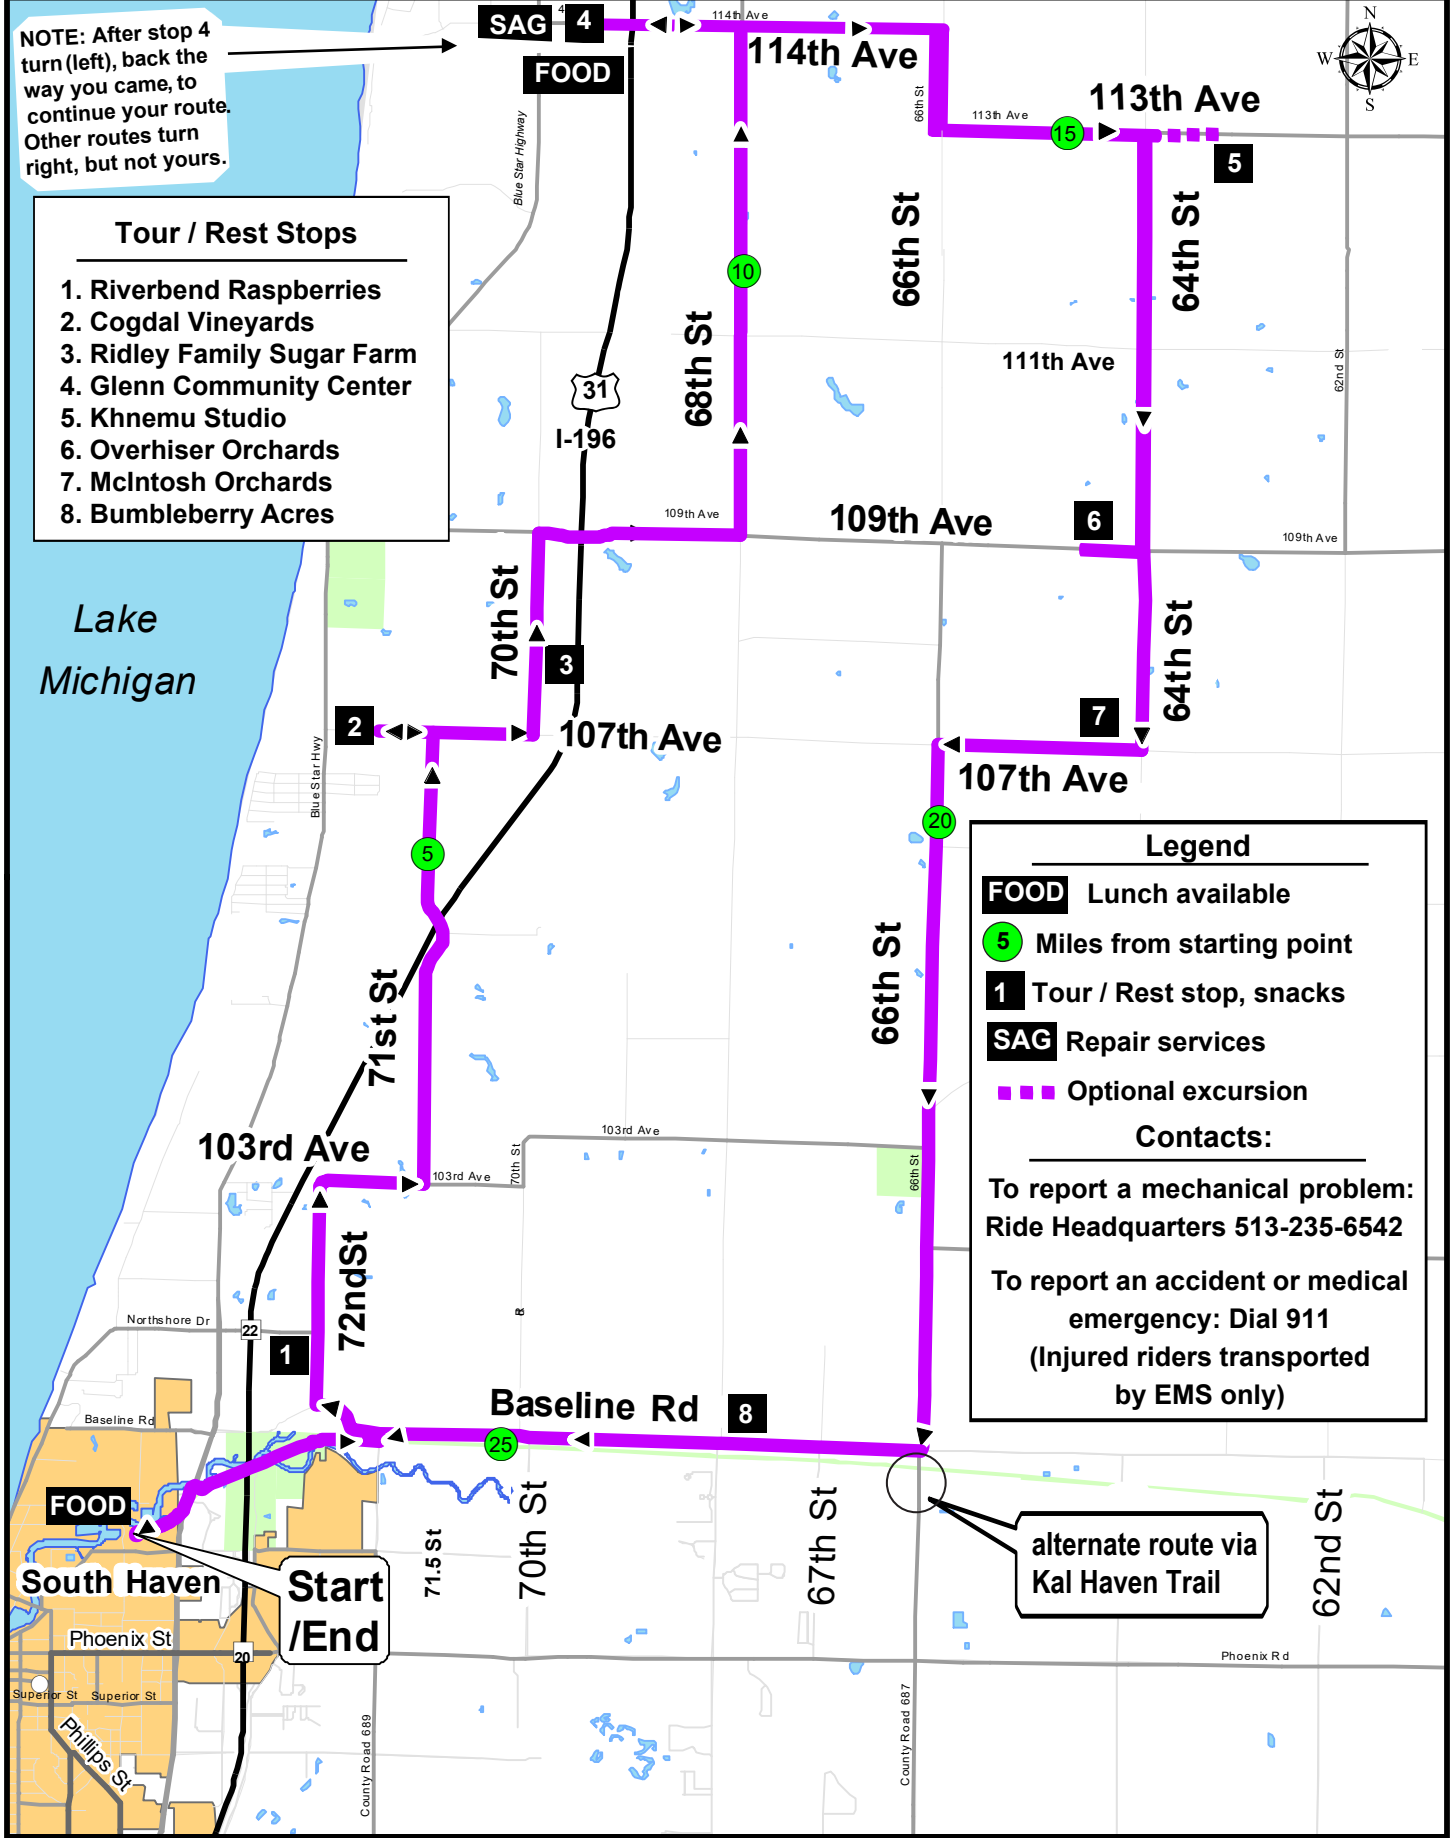 NOTE: After stop 4
turn (left), back the
way you came, to
continue your route.
Other routes turn
right, but not yours.
SAG
4
FOOD
114th Ave
114th Ave
N
W
E
S
66th St
113th Ave
113th Ave
15
5
Blue Star Highway
Tour / Rest Stops
1. Riverbend Raspberries
2. Cogdal Vineyards
3. Ridley Family Sugar Farm
4. Glenn Community Center
5. Khnemu Studio
6. Overhiser Orchards
7. McIntosh Orchards
8. Bumbleberry Acres
10
66th St
64th St
68th St
111th Ave
62nd St
31
I-196
109th Ave
109th Ave
6
109th Ave
Lake
Michigan
70th St
3
64th St
2
107th Ave
7
107th Ave
Blue Star Hwy
5
20
66th St
71st St
Legend
FOOD Lunch available
5 Miles from starting point
1 Tour / Rest stop, snacks
SAG Repair services
Optional excursion
Contacts:
To report a mechanical problem:
Ride Headquarters 513-235-6542
To report an accident or medical
emergency: Dial 911
(Injured riders transported
by EMS only)
103rd Ave
103rd Ave
70th St
103rd Ave
66th St
72ndSt
Northshore Dr
22
1
Baseline Rd
Baseline Rd
8
25
FOOD
South Haven
Start
/End
71.5 St
70th St
67th St
alternate route via
Kal Haven Trail
62nd St
Phoenix St
20
Phoenix Rd
Superior St
Superior St
Phillips St
County Road 689
County Road 687